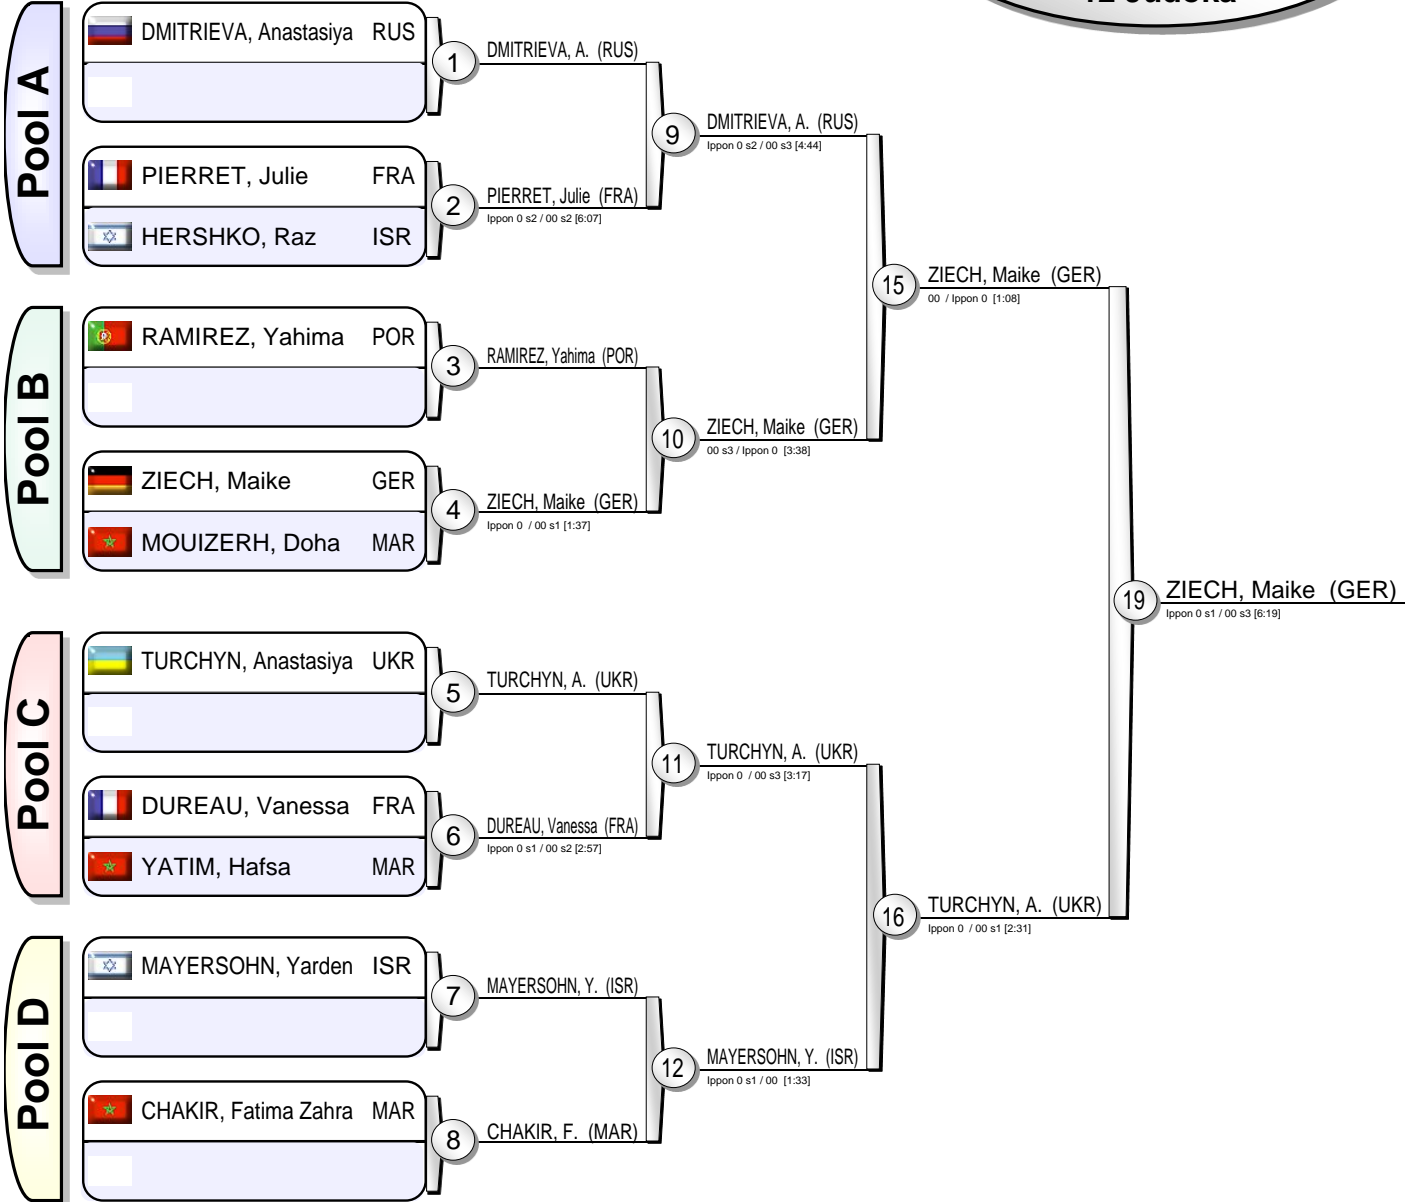 12 Judoka
Pool A
DMITRIEVA, Anastasiya RUS
1
DMITRIEVA, A. (RUS)
PIERRET, Julie FRA
HERSHKO, Raz ISR
2
PIERRET, Julie (FRA)
Ippon 0 s2 / 00 s2 [6:07]
9
DMITRIEVA, A. (RUS)
Ippon 0 s2 / 00 s3 [4:44]
Pool B
RAMIREZ, Yahima POR
3
RAMIREZ, Yahima (POR)
ZIECH, Maike GER
MOUIZERH, Doha MAR
4
ZIECH, Maike (GER)
Ippon 0 / 00 s1 [1:37]
10
ZIECH, Maike (GER)
00 s3 / Ippon 0 [3:38]
15
ZIECH, Maike (GER)
00 / Ippon 0 [1:08]
Pool C
TURCHYN, Anastasiya UKR
5
TURCHYN, A. (UKR)
DUREAU, Vanessa FRA
YATIM, Hafsa MAR
6
DUREAU, Vanessa (FRA)
Ippon 0 s1 / 00 s2 [2:57]
11
TURCHYN, A. (UKR)
Ippon 0 / 00 s3 [3:17]
Pool D
MAYERSOHN, Yarden ISR
7
MAYERSOHN, Y. (ISR)
CHAKIR, Fatima Zahra MAR
8
CHAKIR, F. (MAR)
12
MAYERSOHN, Y. (ISR)
Ippon 0 s1 / 00 [1:33]
16
TURCHYN, A. (UKR)
Ippon 0 / 00 s1 [2:31]
19
ZIECH, Maike (GER)
Ippon 0 s1 / 00 s3 [6:19]